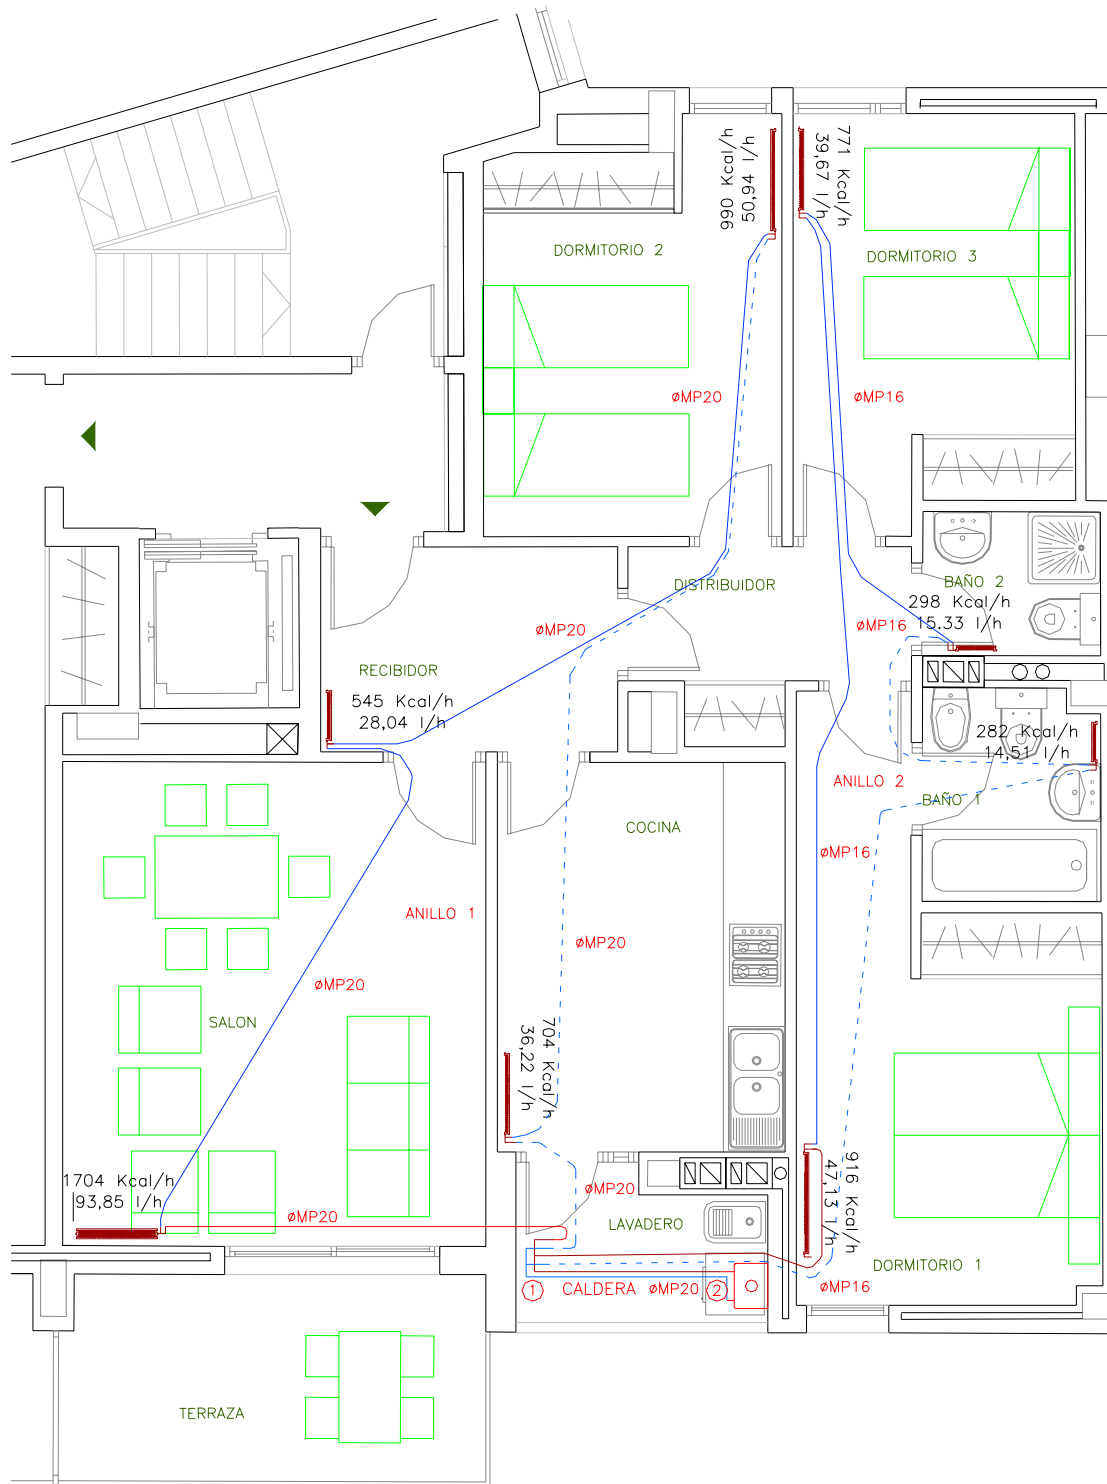 990 Kcal/h
50,94 l/h
771 Kcal/h
39,67 l/h
DORMITORIO 2
DORMITORIO 3
øMP20
øMP16
BAÑO 2
298 Kcal/h
15.33 l/h
DISTRIBUIDOR
øMP20
øMP16
RECIBIDOR
545 Kcal/h
28,04 l/h
282 Kcal/h
14,51 l/h
ANILLO 2
BAÑO 1
COCINA
øMP16
ANILLO 1
øMP20
øMP20
SALON
704 Kcal/h
36,22 l/h
916 Kcal/h
47,13 l/h
1704 Kcal/h
93,85 l/h
øMP20
øMP20
LAVADERO
DORMITORIO 1
1 CALDERA øMP20 2
øMP16
TERRAZA